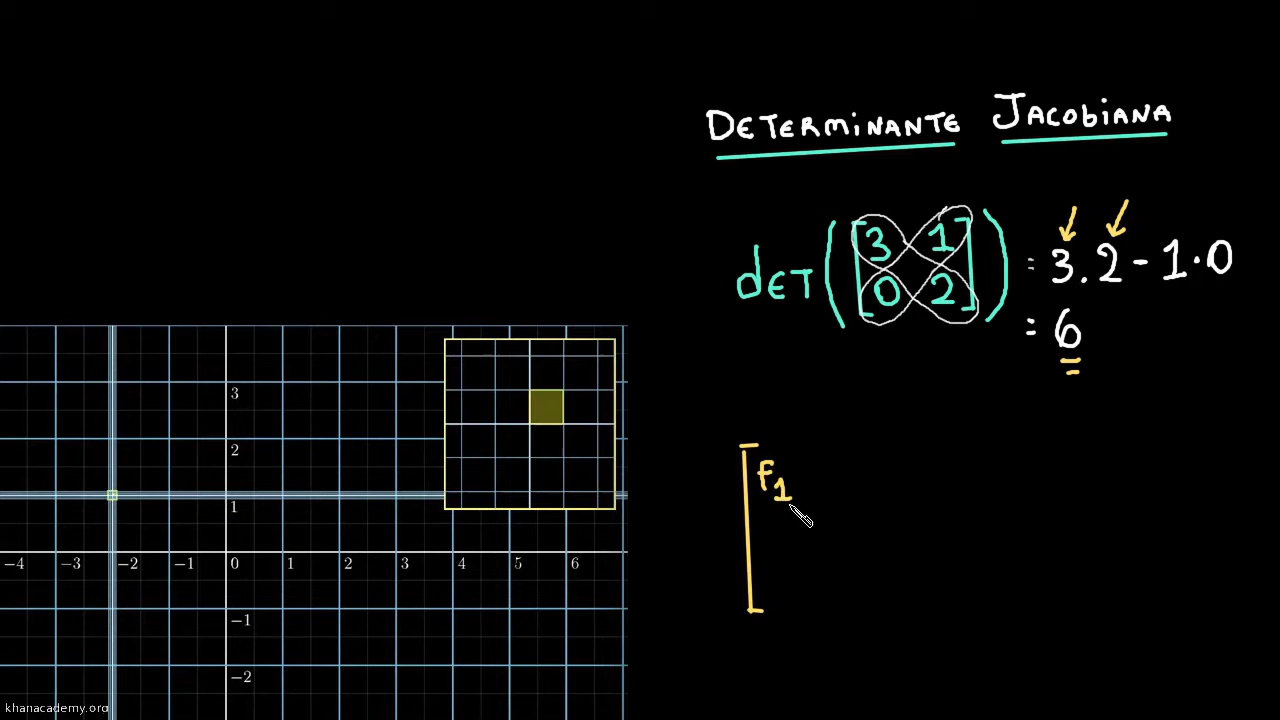 DETERMINANTE JACOBIANA
dET([3 1
0 2]) = 3.2-1·0
= 6
F1
3
2
1
-4 -3 -2 -1 0 1 2 3 4 5 6
-1
-2
khanacademy.org